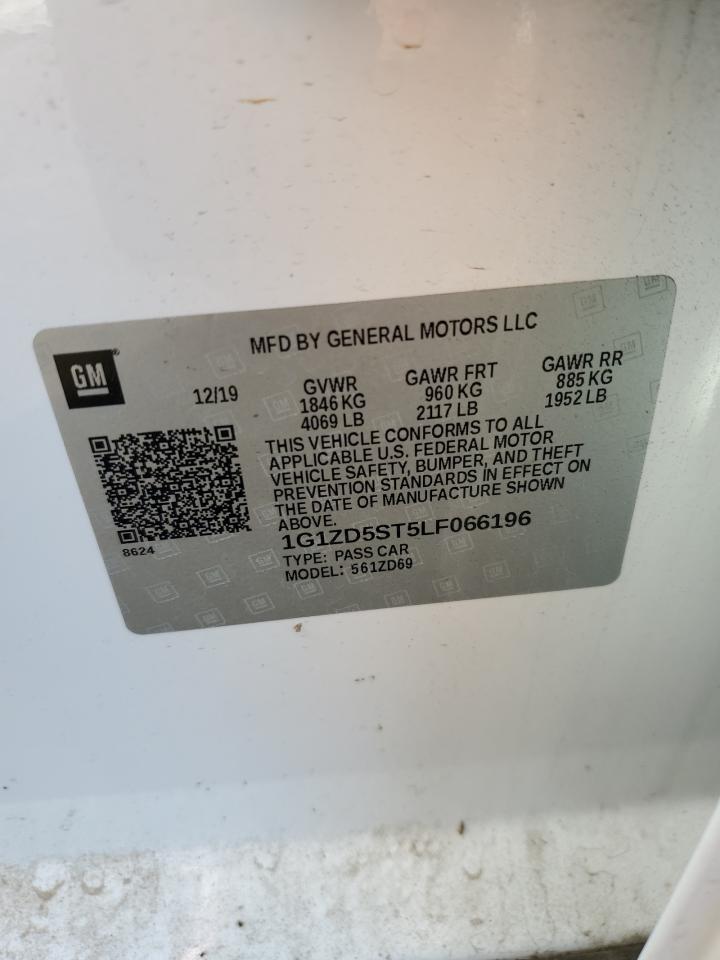 MFD BY GENERAL MOTORS LLC
GM
12/19
GVWR
1846 KG
4069 LB
GAWR FRT
960 KG
2117 LB
GAWR RR
885 KG
1952 LB
THIS VEHICLE CONFORMS TO ALL
APPLICABLE U.S. FEDERAL MOTOR
VEHICLE SAFETY, BUMPER, AND THEFT
PREVENTION STANDARDS IN EFFECT ON
THE DATE OF MANUFACTURE SHOWN
ABOVE.
8624
1G1ZD5ST5LF066196
TYPE: PASS CAR
MODEL: 561ZD69